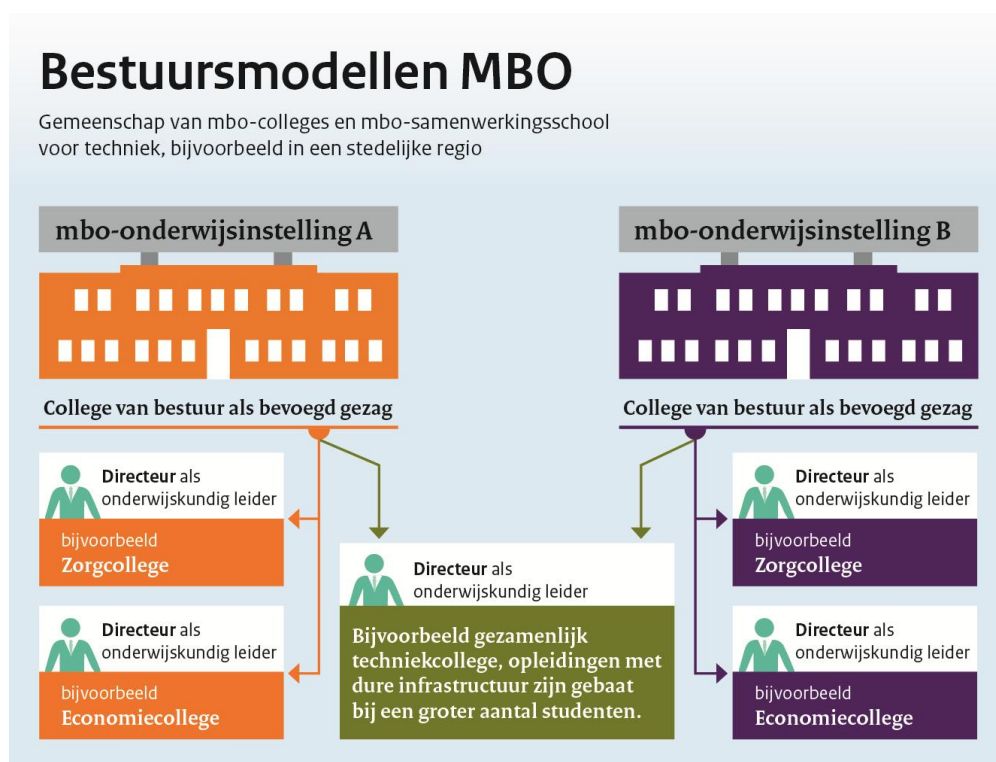 Bestuursmodellen MBO
Gemeenschap van mbo-colleges en mbo-samenwerkingsschool
voor techniek, bijvoorbeeld in een stedelijke regio
mbo-onderwijsinstelling A
College van bestuur als bevoegd gezag
Directeur als
onderwijskundig leider
bijvoorbeeld
Zorgcollege
Directeur als
onderwijskundig leider
bijvoorbeeld
Economiecollege
Directeur als
onderwijskundig leider
Bijvoorbeeld gezamenlijk
techniekcollege, opleidingen met
dure infrastructuur zijn gebaat
bij een groter aantal studenten.
mbo-onderwijsinstelling B
College van bestuur als bevoegd gezag
Directeur als
onderwijskundig leider
bijvoorbeeld
Zorgcollege
Directeur als
onderwijskundig leider
bijvoorbeeld
Economiecollege